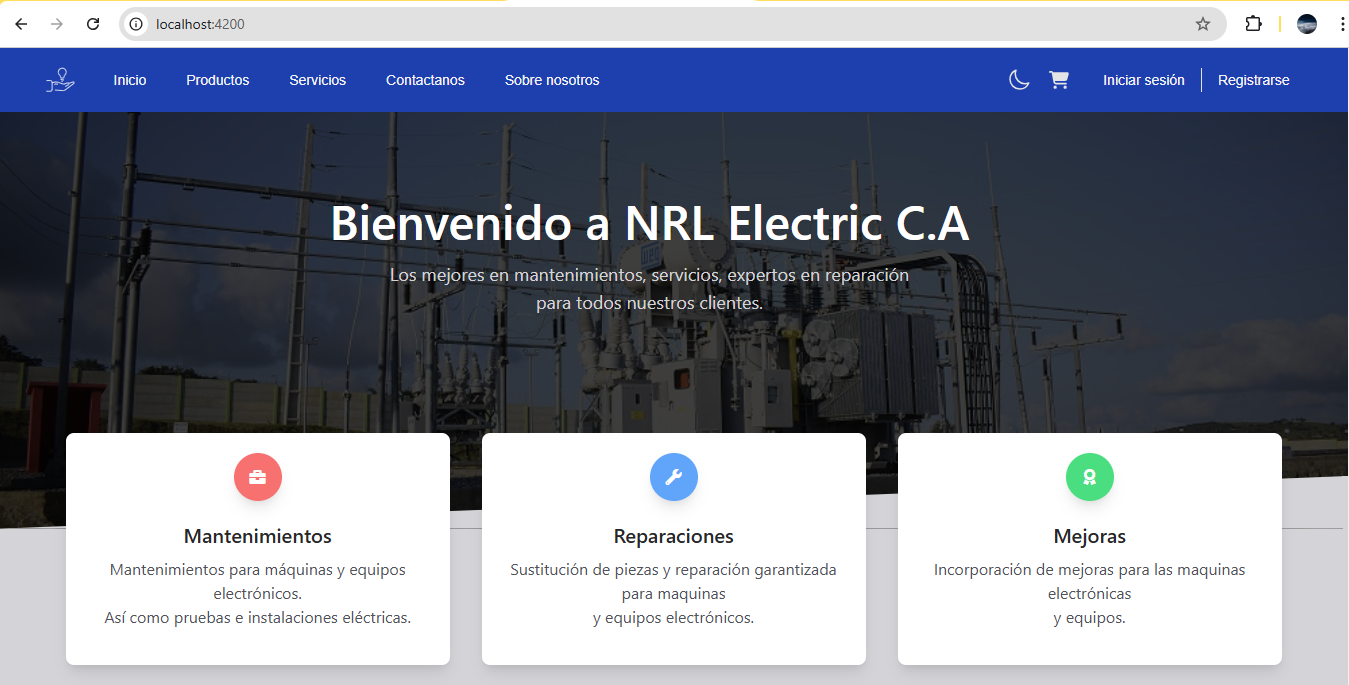 localhost:4200
Inicio Productos Servicios Contactanos Sobre nosotros Iniciar sesión Registrarse
Bienvenido a NRL Electric C.A
Los mejores en mantenimientos, servicios, expertos en reparación
para todos nuestros clientes.
WEG
Mantenimientos
Mantenimientos para máquinas y equipos
electrónicos.
Así como pruebas e instalaciones eléctricas.
Reparaciones
Sustitución de piezas y reparación garantizada
para maquinas
y equipos electrónicos.
Mejoras
Incorporación de mejoras para las maquinas
electrónicas
y equipos.